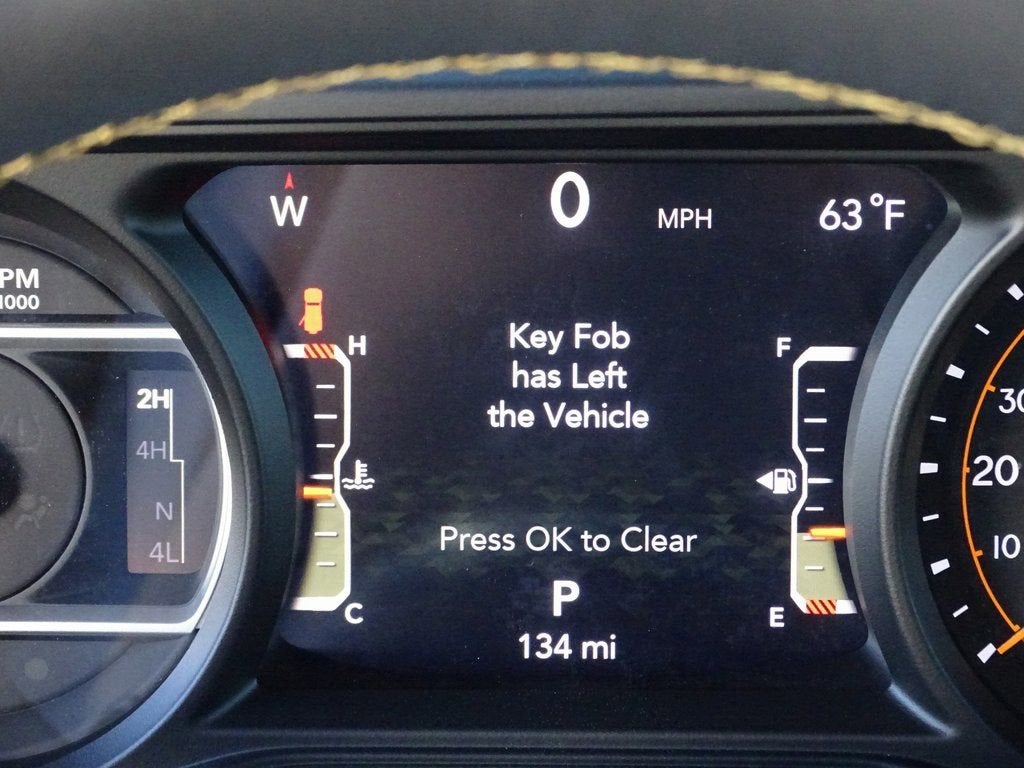 W 0 MPH 63°F
PM
1000
H F
Key Fob
has Left
the Vehicle
2H
4H
N
4L
30
20
10
Press OK to Clear
P
C E
134 mi